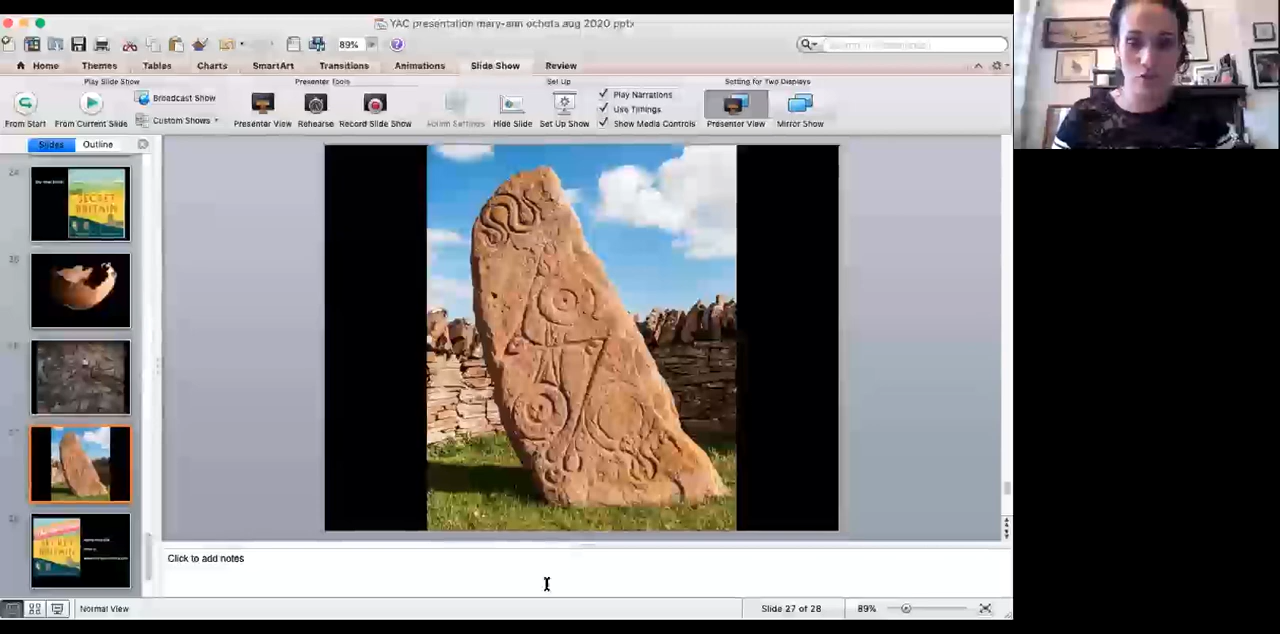 YAC presentation mary-ann ochota aug 2020 pptx
89%
Home Themes Tables Charts SmartArt Transitions Animations Slide Show Review
Play Slide Show Presenter Tools Set Up Setting for Two Displays
From Start
From Current Slide
Broadcast Show
Custom Shows
Presenter View
Rehearse
Record Slide Show
Hide Slide
Set Up Show
Play Narrations
Use Timings
Show Media Controls
Presenter View
Mirror Show
Slides Outline
24
SECRET
BRITAIN
SECRET
BRITAIN
Click to add notes
Normal View
Slide 27 of 28
89%